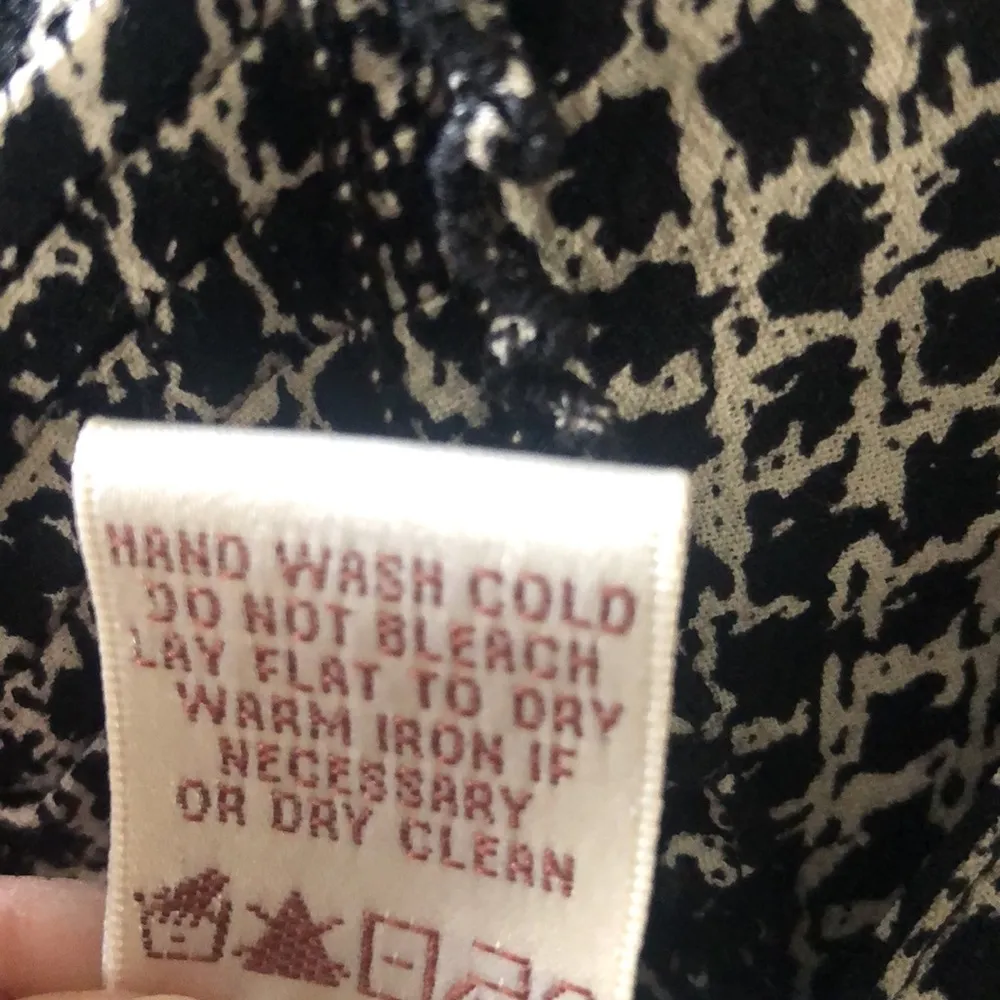 HAND WASH COLD
DO NOT BLEACH
LAY FLAT TO DRY
WARM IRON IF
NECESSARY
OR DRY CLEAN